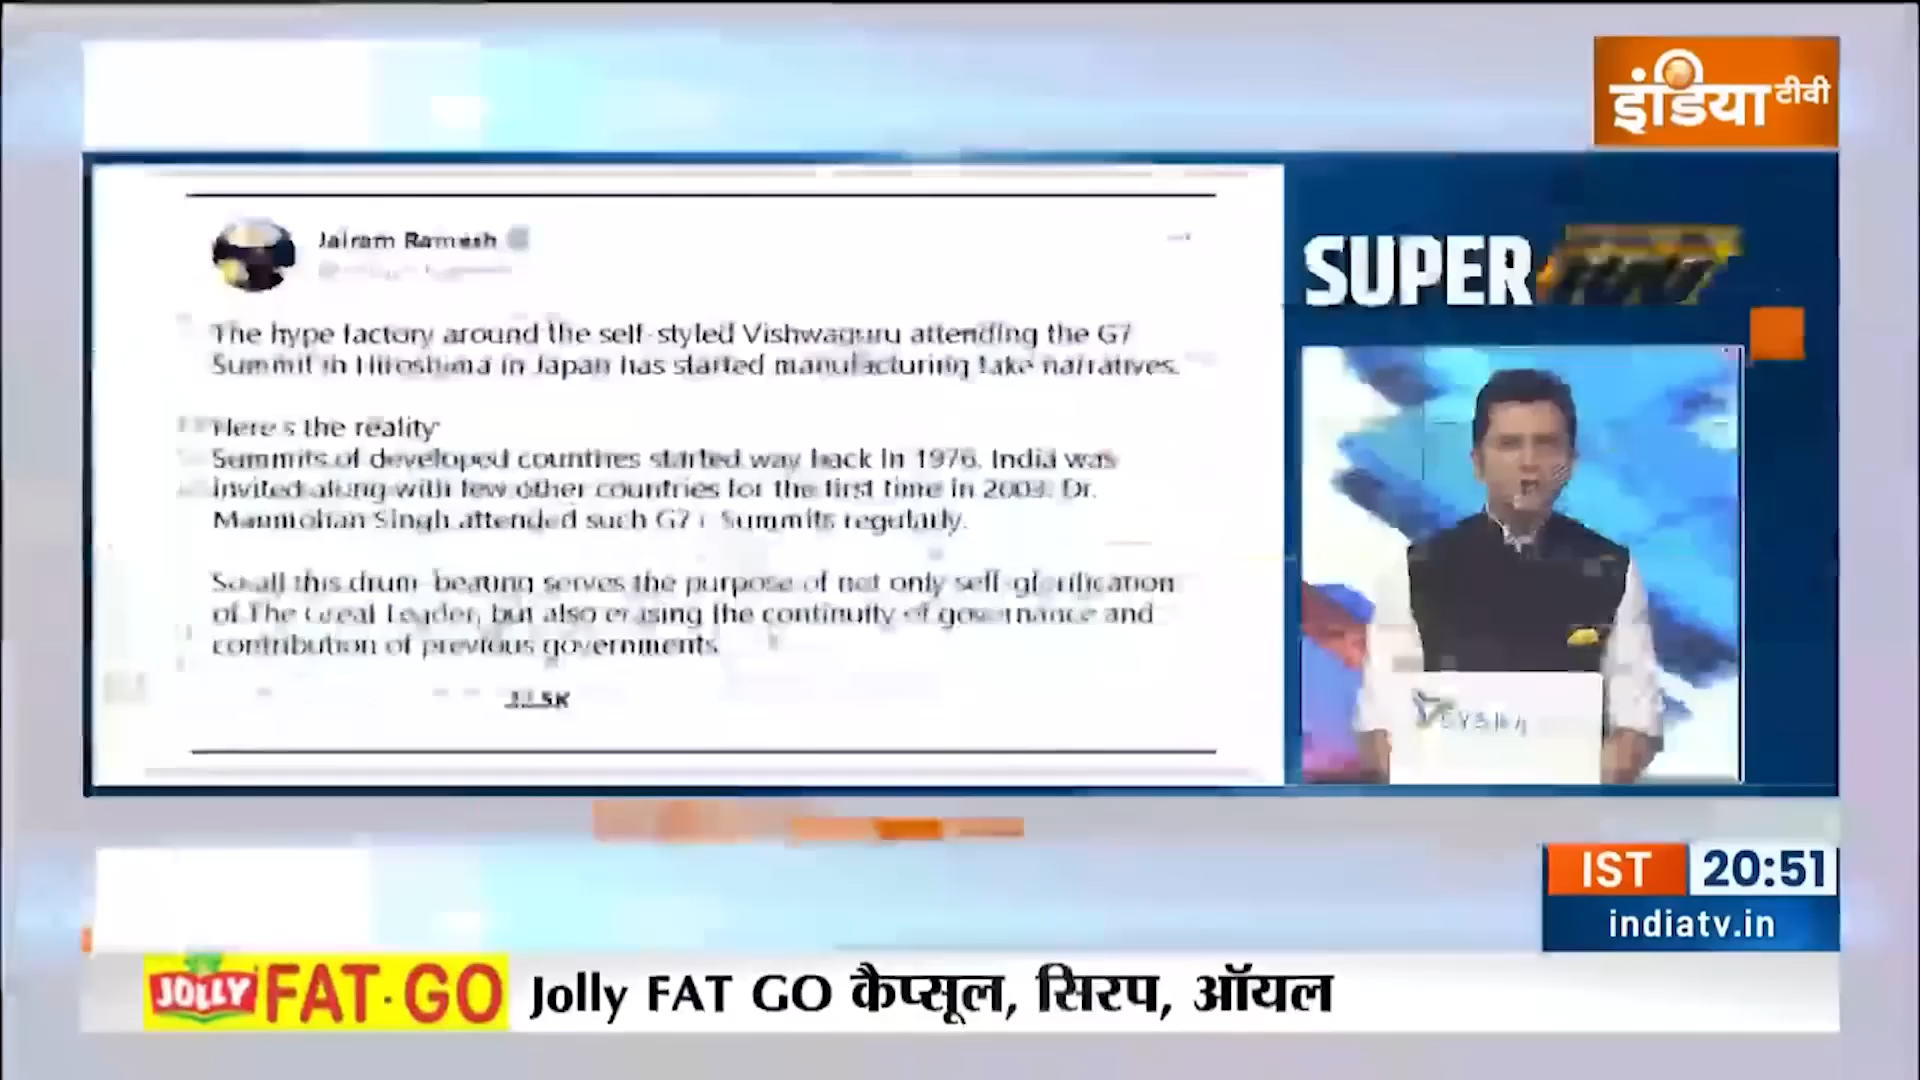 इंडिया टीवी
Jairam Ramesh
The hype factory around the self-styled Vishwaguru attending the G7
Summit in Hiroshima in Japan has started manufacturing fake narratives.
Here's the reality
Summits of developed countries started way back in 1976. India was
invited along with few other countries for the first time in 2003. Dr.
Manmohan Singh attended such G7+ Summits regularly.
So all this drum-beating serves the purpose of not only self-glorification
of The Great Leader, but also erasing the continuity of governance and
contribution of previous governments
SUPER
IST 20:51
indiatv.in
JOLLY FAT·GO Jolly FAT GO कैप्सूल, सिरप, ऑयल